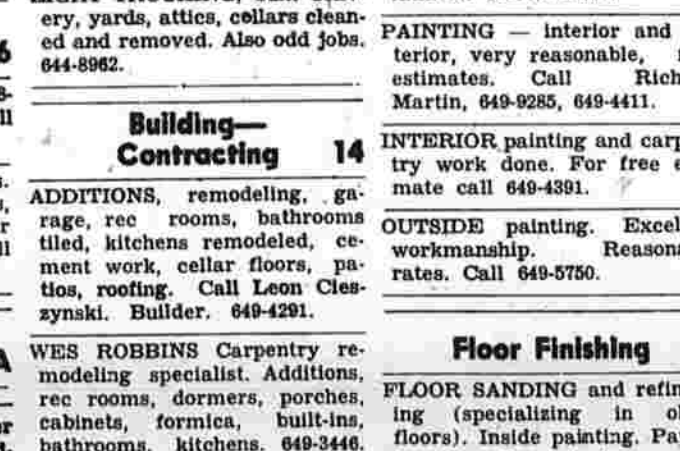 ery, yards, attics, cellars clean-
ed and removed. Also odd jobs.
644-8962.
Building—
Contracting 14
ADDITIONS, remodeling, ga-
rage, rec rooms, bathrooms
tiled, kitchens remodeled, ce-
ment work, cellar floors, pa-
tios, roofing. Call Leon Cies-
zynski. Builder. 649-4291.
WES ROBBINS Carpentry re-
modeling specialist. Additions,
rec rooms, dormers, porches,
cabinets, formica, built-ins,
bathrooms, kitchens. 649-3446.
PAINTING — interior and
terior, very reasonable,
estimates. Call Rich
Martin, 649-9285, 649-4411.
INTERIOR painting and carp
try work done. For free e
mate call 649-4391.
OUTSIDE painting. Excel
workmanship. Reasona
rates. Call 649-5750.
Floor Finishing
FLOOR SANDING and refin
ing (specializing in ol
floors). Inside painting. Pa